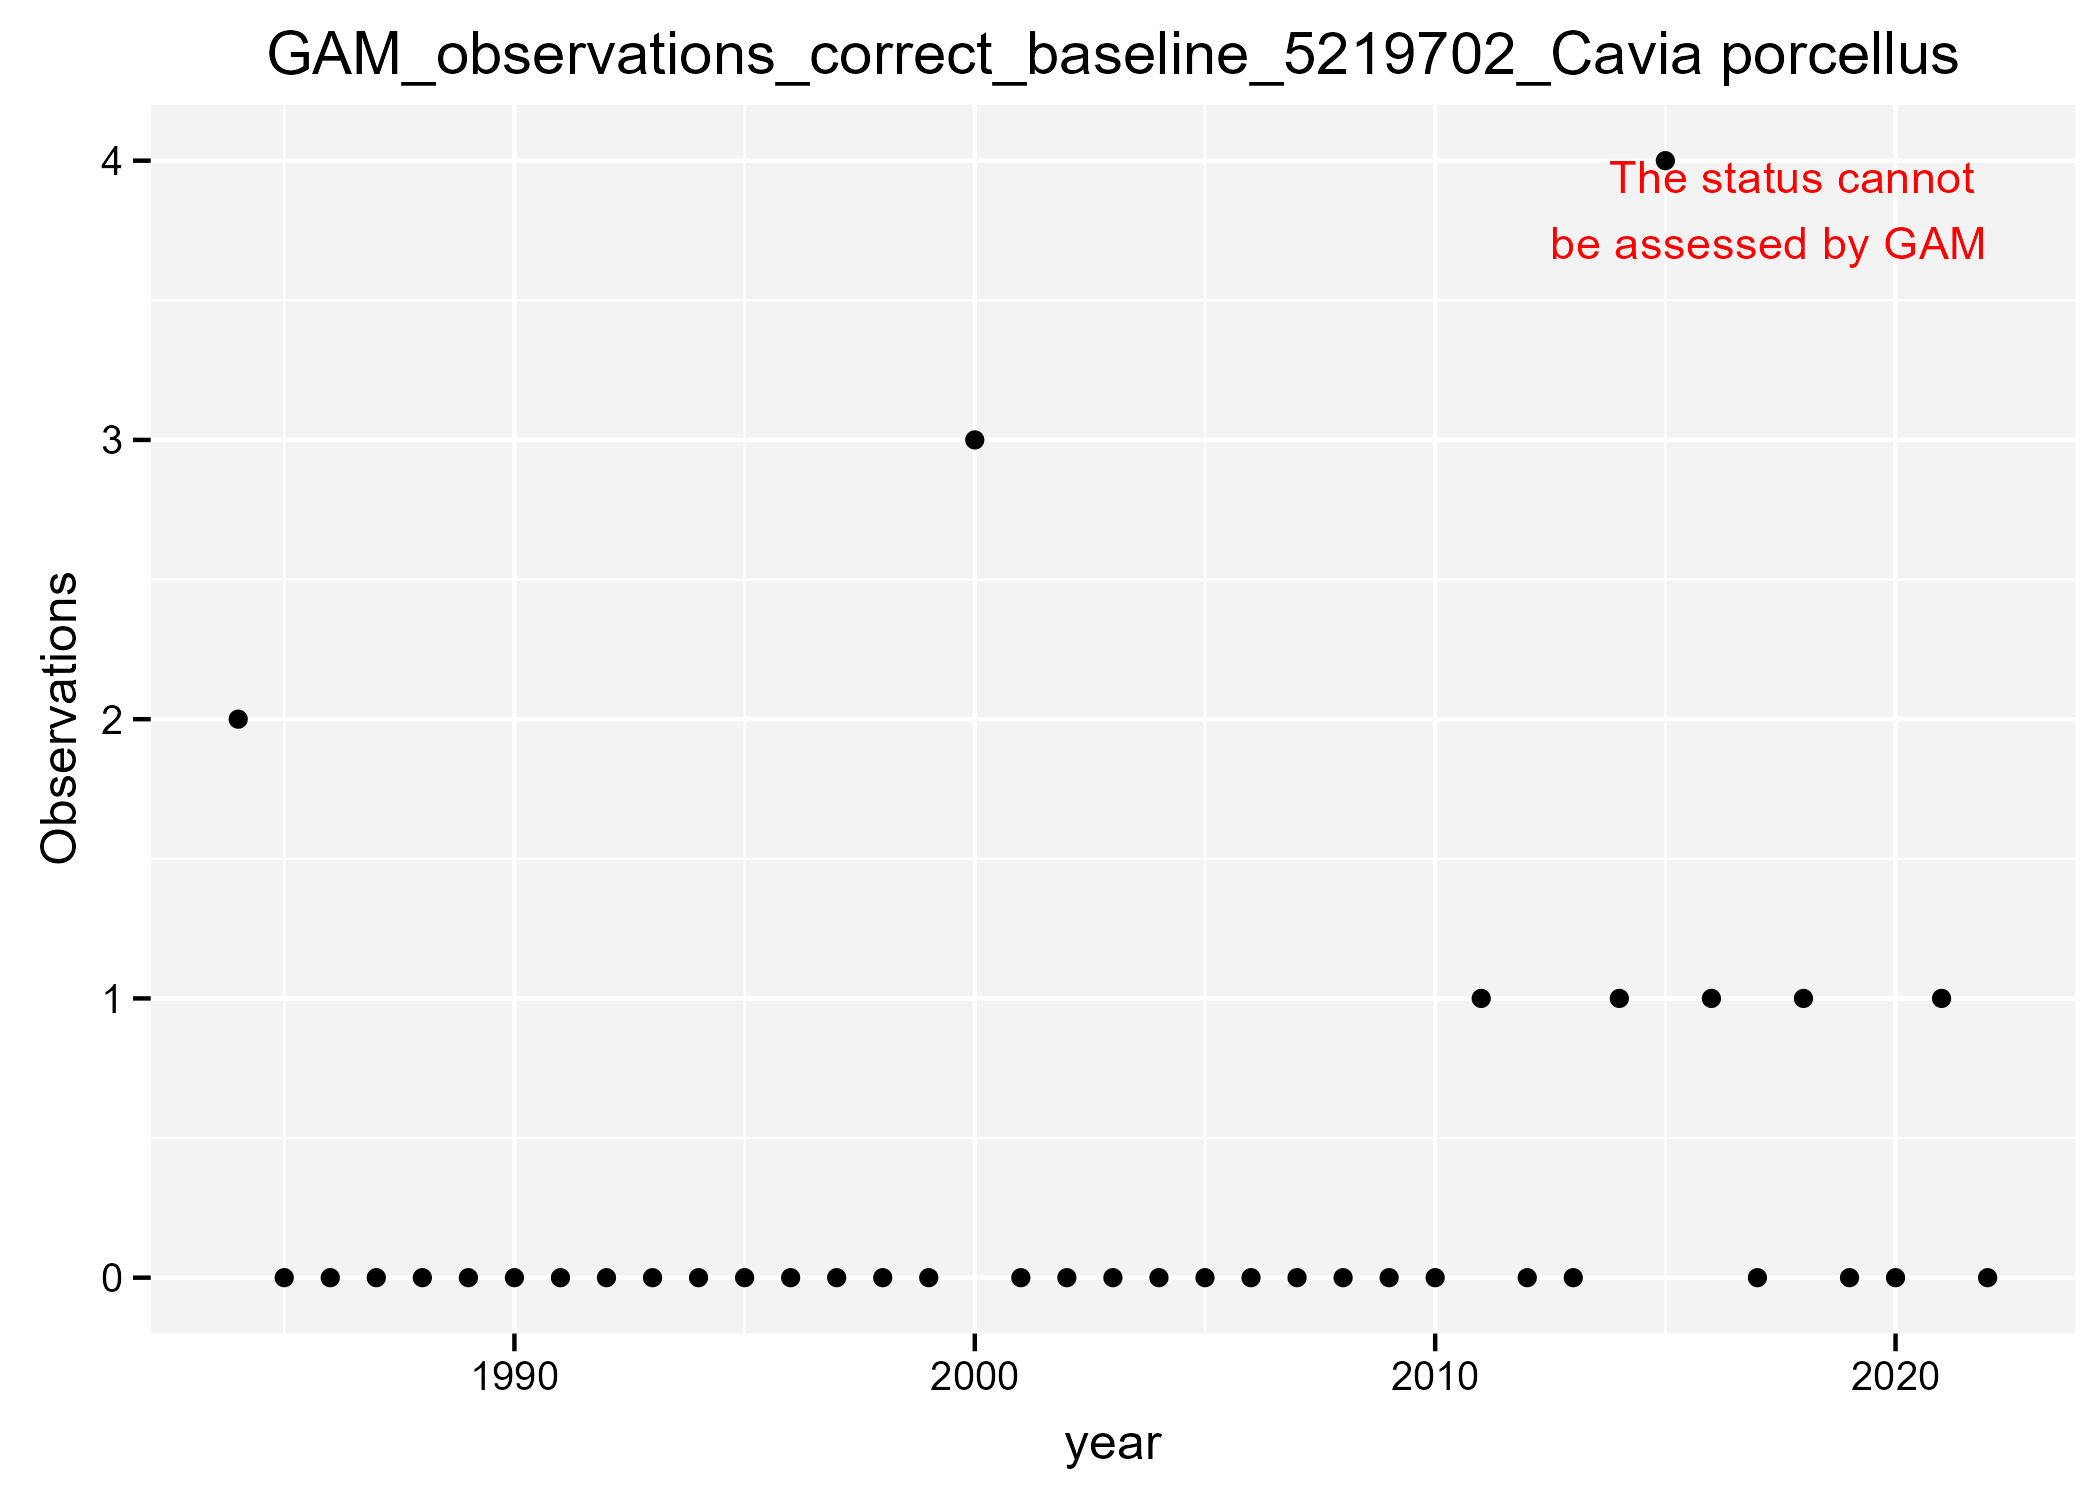 GAM_observations_correct_baseline_5219702_Cavia porcellus
The status cannot
be assessed by GAM
Observations
4
3
2
1
0
1990 2000 2010 2020
year